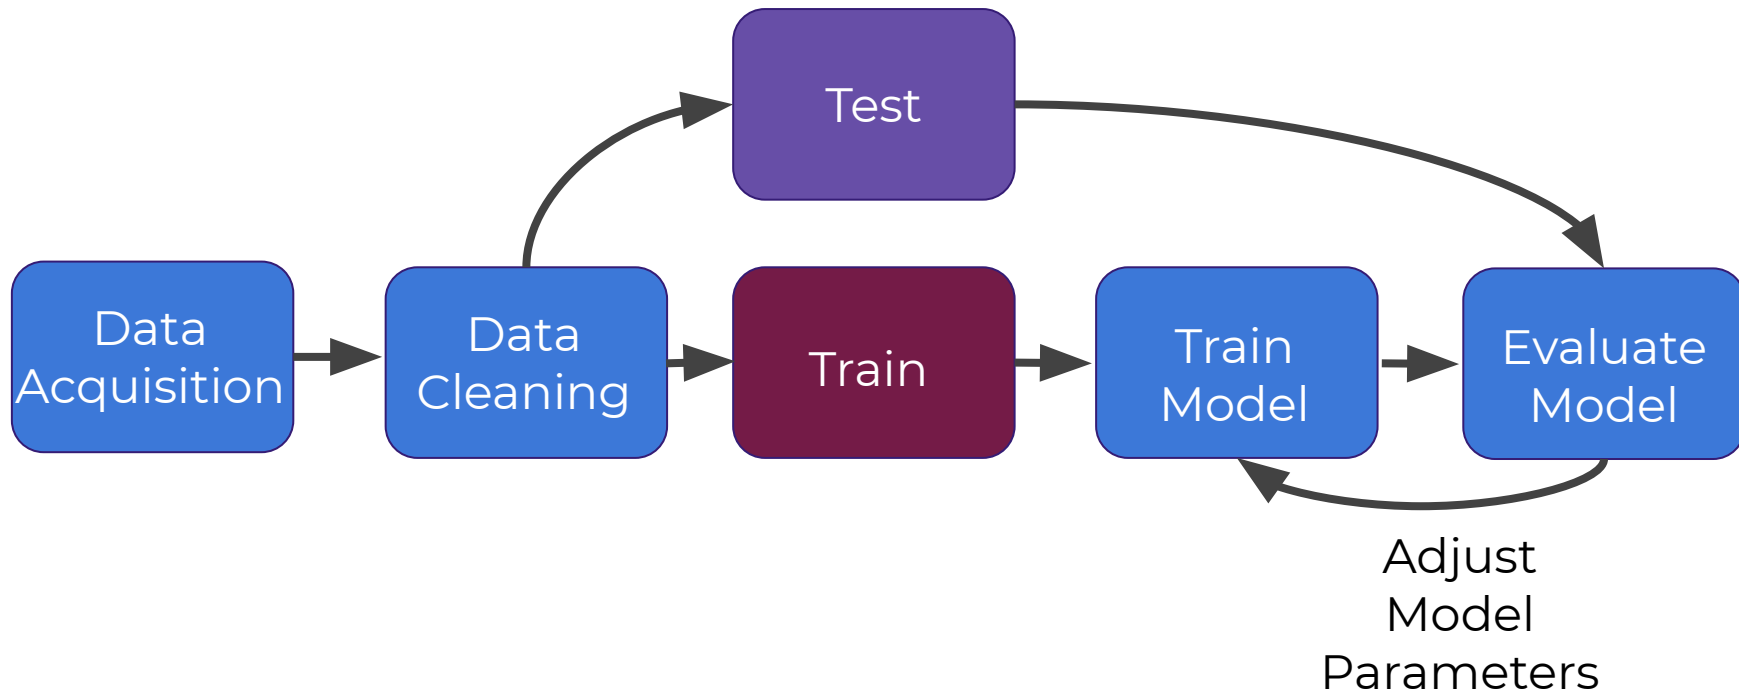 Test
Data
Acquisition
Data
Cleaning
Train
Train
Model
Evaluate
Model
Adjust
Model
Parameters